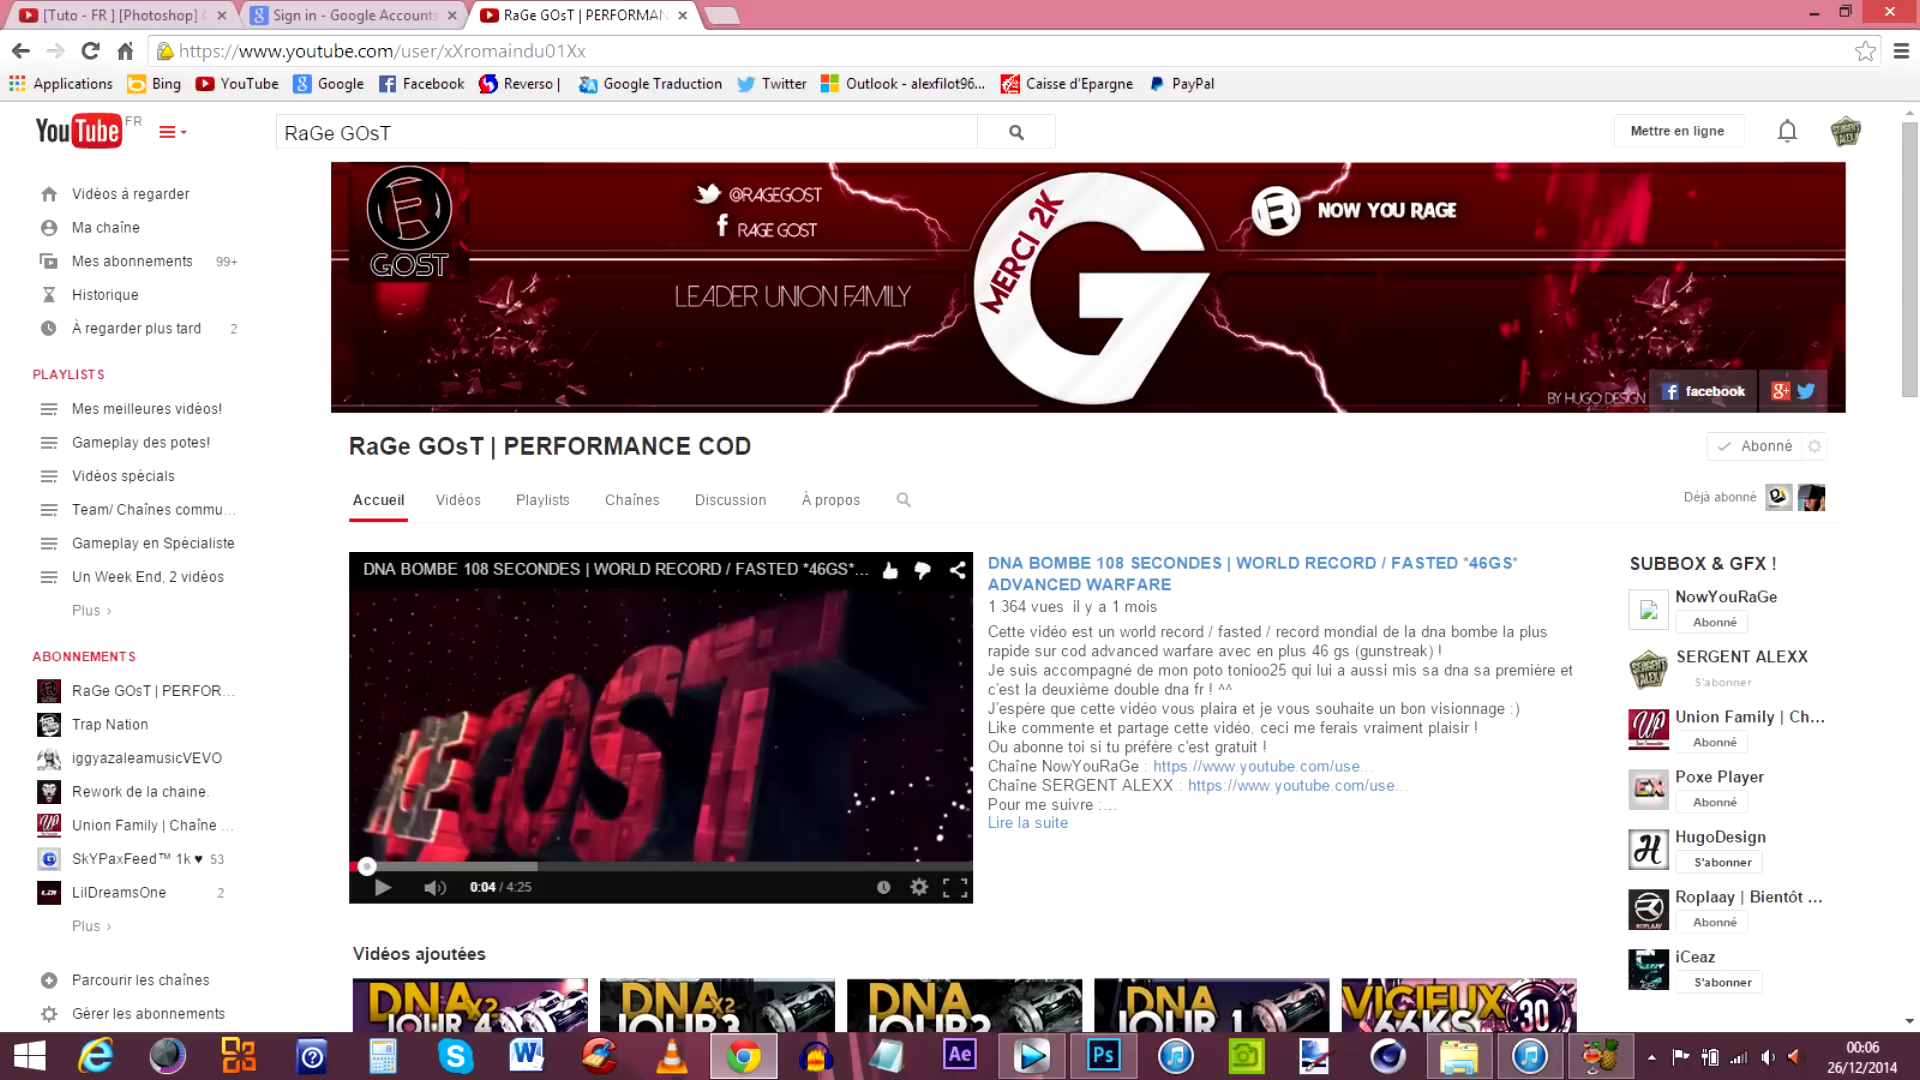 [Tuto - FR ] [Photoshop]
Sign in - Google Accounts
RaGe GOsT | PERFORMAN
https://www.youtube.com/user/xXromaindu01Xx
Applications
Bing
YouTube
Google
Facebook
Reverso |
Google Traduction
Twitter
Outlook - alexfilot96...
Caisse d'Epargne
PayPal
YouTube FR
RaGe GOsT
Mettre en ligne
Vidéos à regarder
Ma chaîne
Mes abonnements 99+
Historique
À regarder plus tard 2
PLAYLISTS
Mes meilleures vidéos!
Gameplay des potes!
Vidéos spécials
Team/ Chaînes commu...
Gameplay en Spécialiste
Un Week End, 2 vidéos
Plus ›
ABONNEMENTS
RaGe GOsT | PERFOR...
Trap Nation
iggyazaleamusicVEVO
Rework de la chaine.
Union Family | Chaîne ...
SkYPaxFeed™ 1k ♥ 53
LilDreamsOne 2
Plus ›
Parcourir les chaînes
Gérer les abonnements
GOST
@RAGEGOST
RAGE GOST
LEADER UNION FAMILY
MERCI 2K
NOW YOU RAGE
BY HUGO DESIGN
facebook
RaGe GOsT | PERFORMANCE COD
Abonné
Accueil
Vidéos
Playlists
Chaînes
Discussion
À propos
Déjà abonné
DNA BOMBE 108 SECONDES | WORLD RECORD / FASTED *46GS*...
GOST
0:04 / 4:25
DNA BOMBE 108 SECONDES | WORLD RECORD / FASTED *46GS*
ADVANCED WARFARE
1 364 vues il y a 1 mois
Cette vidéo est un world record / fasted / record mondial de la dna bombe la plus
rapide sur cod advanced warfare avec en plus 46 gs (gunstreak) !
Je suis accompagné de mon poto tonioo25 qui lui a aussi mis sa dna sa première et
c'est la deuxième double dna fr ! ^^
J'espère que cette vidéo vous plaira et je vous souhaite un bon visionnage :)
Like commente et partage cette vidéo, ceci me ferais vraiment plaisir !
Ou abonne toi si tu préfère c'est gratuit !
Chaîne NowYouRaGe : https://www.youtube.com/use...
Chaîne SERGENT ALEXX : https://www.youtube.com/use...
Pour me suivre :...
Lire la suite
SUBBOX & GFX !
NowYouRaGe
Abonné
SERGENT ALEXX
S'abonner
Union Family | Ch...
Abonné
Poxe Player
Abonné
HugoDesign
S'abonner
Roplaay | Bientôt ...
Abonné
iCeaz
S'abonner
Vidéos ajoutées
DNA x2
JOUR 4
DNA x2
JOUR 3
DNA
JOUR 2
DNA
JOUR 1
VICIEUX
66KS
30
Ae
Ps
00:06
26/12/2014